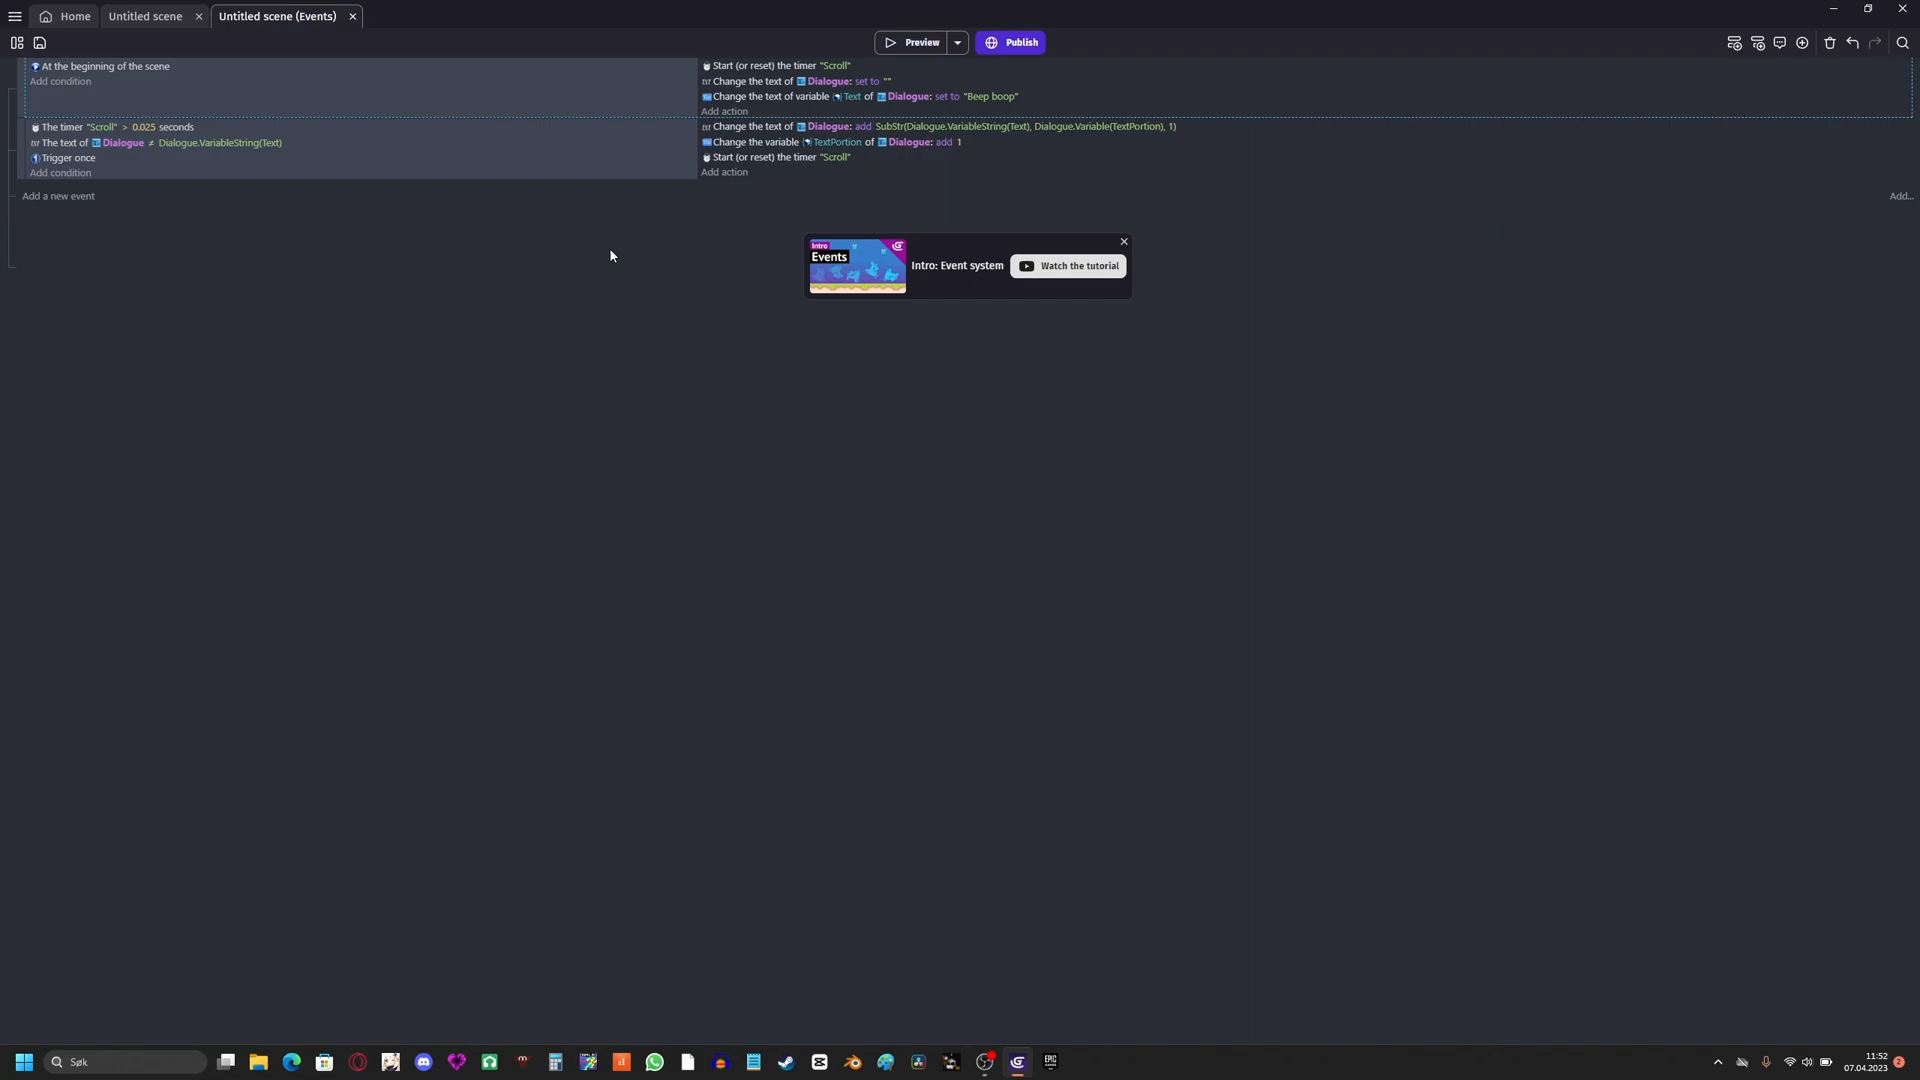 Home
Untitled scene
Untitled scene (Events)
Preview
Publish
At the beginning of the scene
Add condition
Start (or reset) the timer "Scroll"
Change the text of Dialogue: set to ""
Change the text of variable Text of Dialogue: set to "Beep boop"
Add action
The timer "Scroll" > 0.025 seconds
The text of Dialogue ≠ Dialogue.VariableString(Text)
Trigger once
Add condition
Change the text of Dialogue: add SubStr(Dialogue.VariableString(Text), Dialogue.Variable(TextPortion), 1)
Change the variable TextPortion of Dialogue: add 1
Start (or reset) the timer "Scroll"
Add action
Add a new event
Add...
Intro
Events
Intro: Event system
Watch the tutorial
Søk
EPIC
11:52
07.04.2023
2